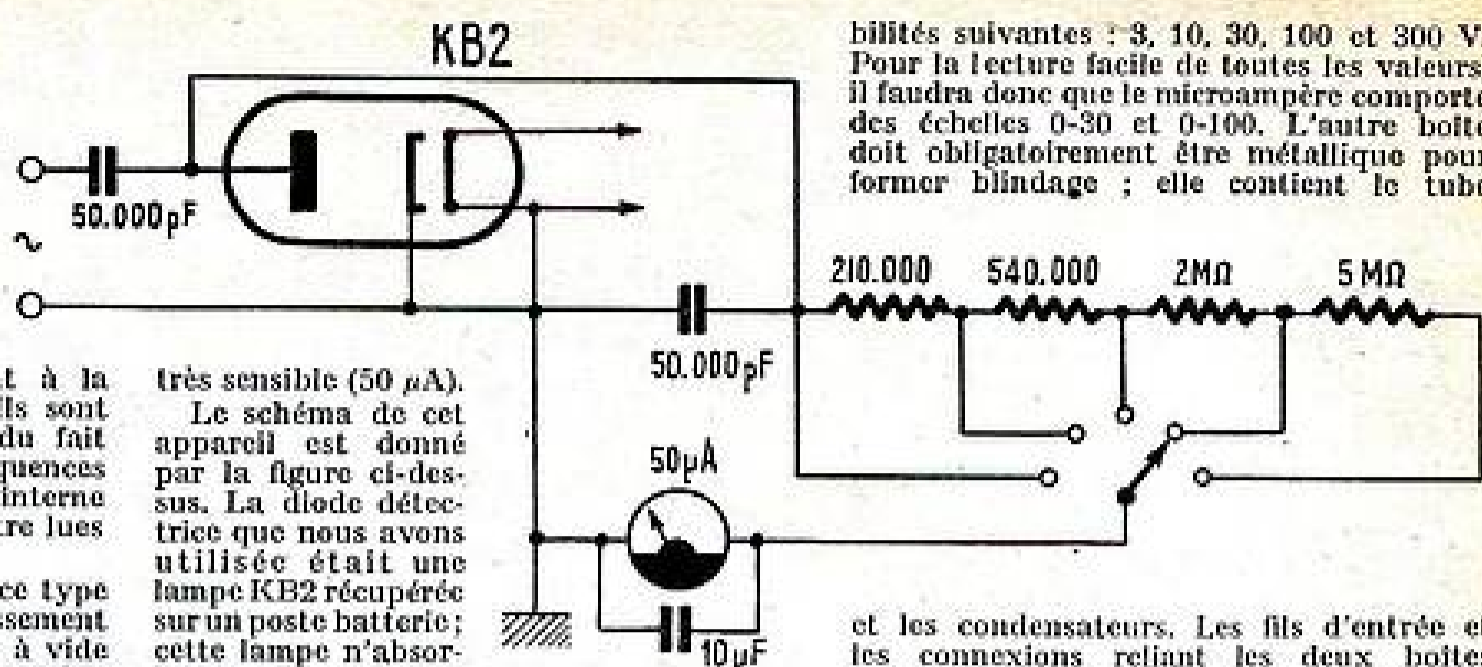 KB2
50.000pF
~
50.000pF
210.000
540.000
2MΩ
5MΩ
50µA
10µF
bilités suivantes : 3, 10, 30, 100 et 300 V
Pour la lecture facile de toutes les valeurs
il faudra donc que le microampère comporte
des échelles 0-30 et 0-100. L'autre boîte
doit obligatoirement être métallique pour
former blindage ; elle contient le tube
t à la
ils sont
du fait
quences
interne
tre lues
ce type
ssement
à vide
très sensible (50 µA).
Le schéma de cet
appareil est donné
par la figure ci-des-
sus. La diode détec-
trice que nous avons
utilisée était une
lampe KB2 récupérée
sur un poste batterie ;
cette lampe n'absor-
et les condensateurs. Les fils d'entrée et
les connexions reliant les deux boîtes